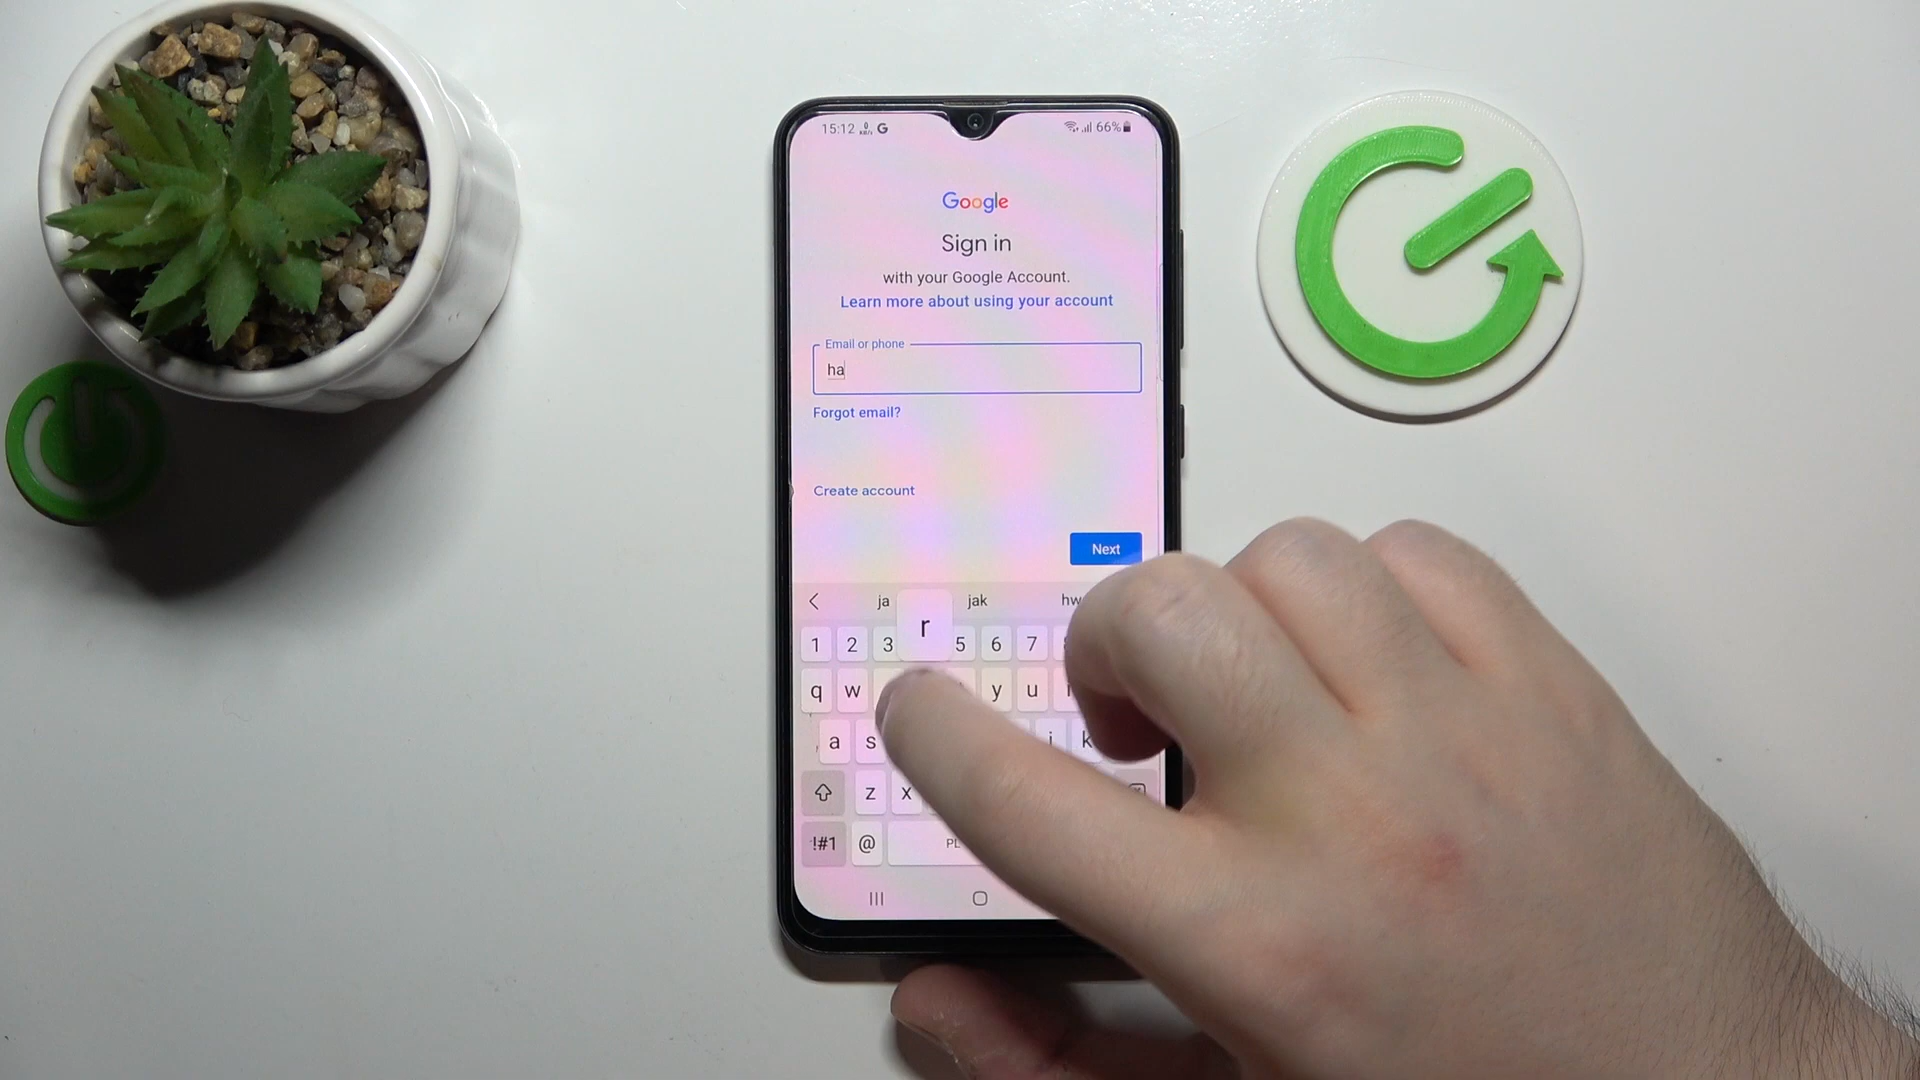 15:12 G 66%
Google
Sign in
with your Google Account.
Learn more about using your account
Email or phone
ha
Forgot email?
Create account
Next
ja jak
r
1 2 3 5 6 7
q w y u
a s j k
z x
!#1 @ PL